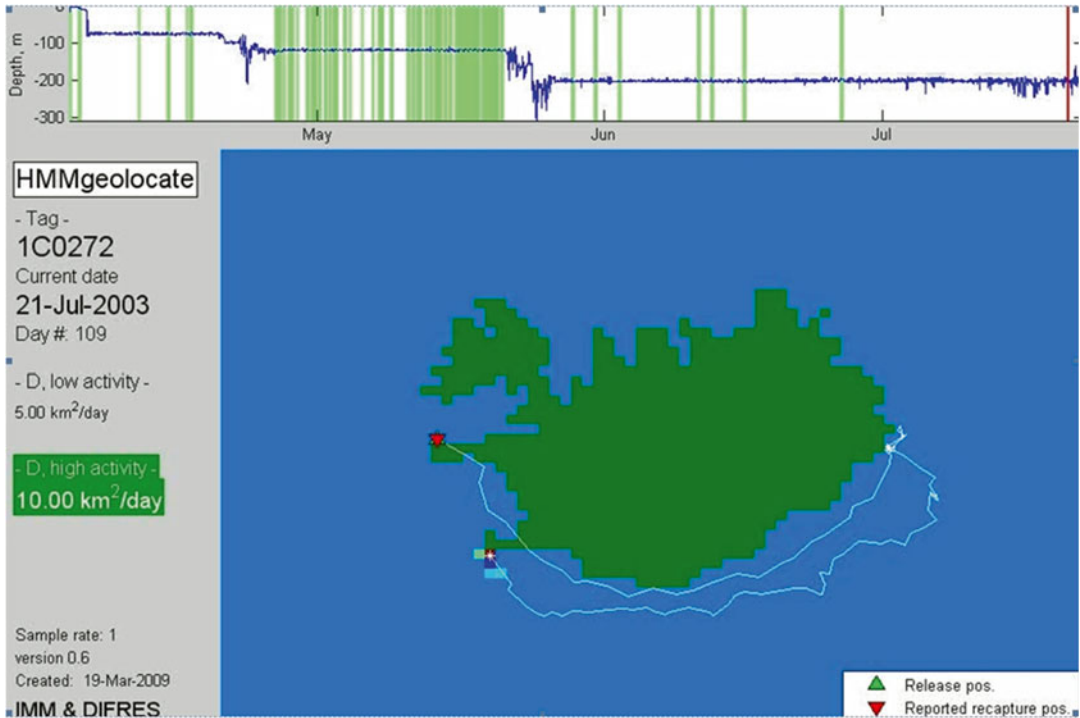 0
-100
-200
-300
Depth, m
May Jun Jul
HMMgeolocate
- Tag -
1C0272
Current date
21-Jul-2003
Day #: 109
- D, low activity -
5.00 km²/day
- D, high activity -
10.00 km²/day
Sample rate: 1
version 0.6
Created: 19-Mar-2009
IMM & DIFRES
Release pos.
Reported recapture pos.